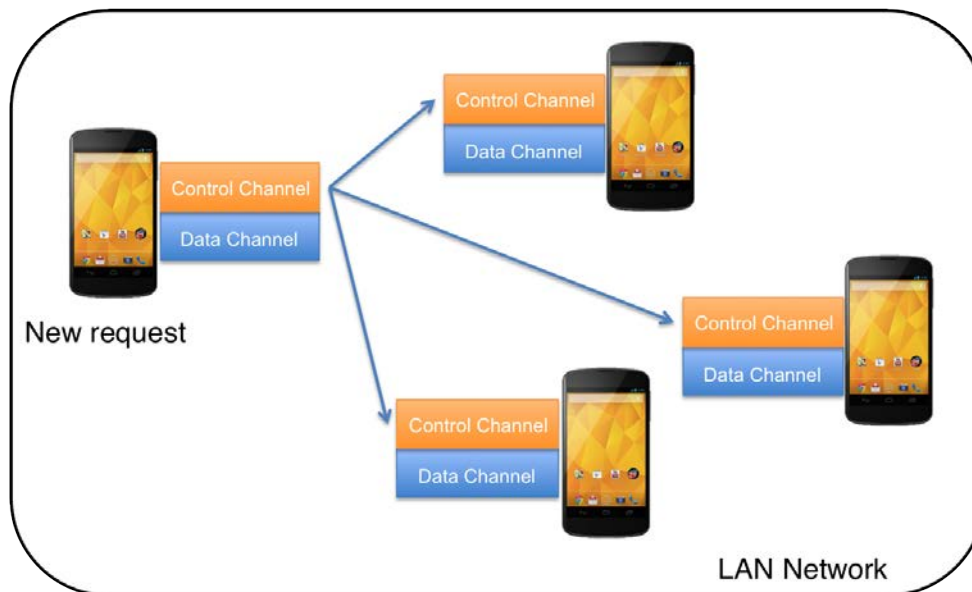 Control Channel
Data Channel
Control Channel
Data Channel
New request
Control Channel
Data Channel
Control Channel
Data Channel
LAN Network